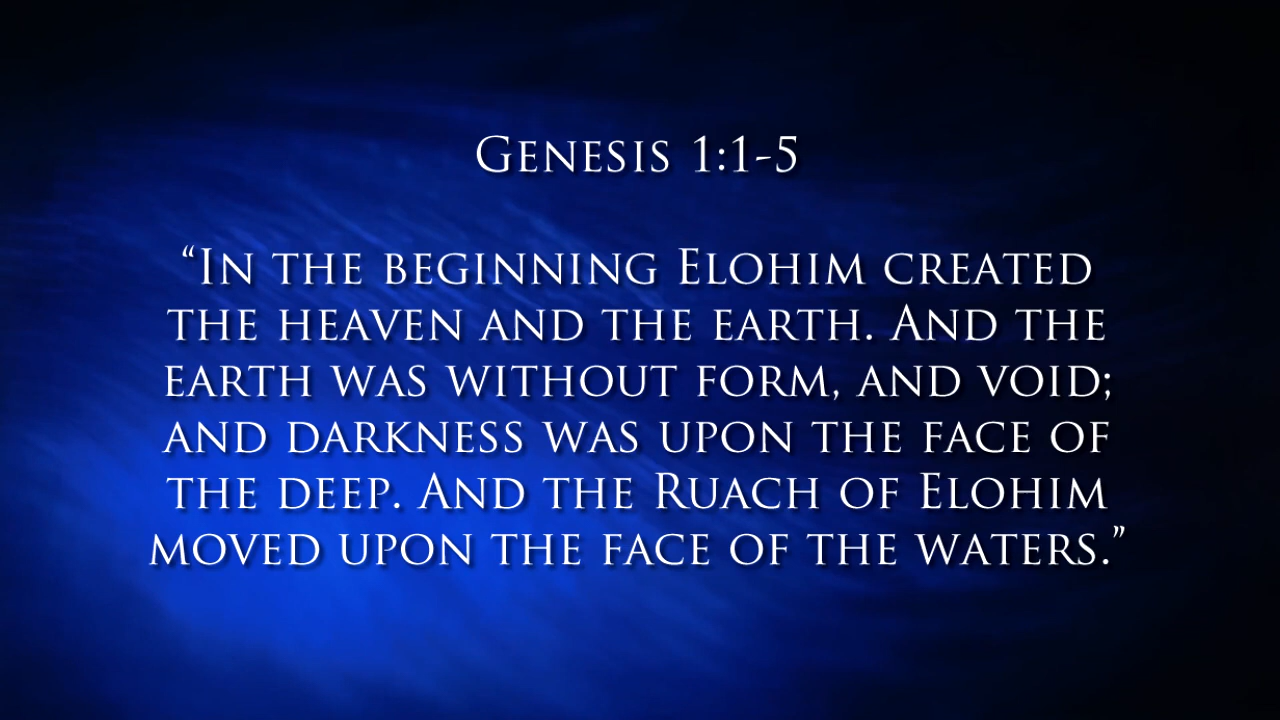 Genesis 1:1-5
“In the beginning Elohim created
the heaven and the earth. And the
earth was without form, and void;
and darkness was upon the face of
the deep. And the Ruach of Elohim
moved upon the face of the waters.”